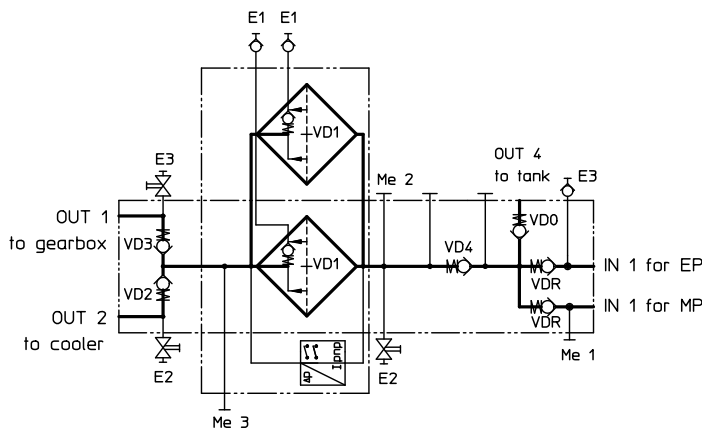 E1 E1
VD1
OUT 4
to tank
E3
Me 2
E3
OUT 1
to gearbox
VD3
VD0
VD4
VD1
IN 1 for EP
VDR
VD2
OUT 2
to cooler
IN 1 for MP
VDR
E2
Δp
Ipnp
E2
Me 1
Me 3